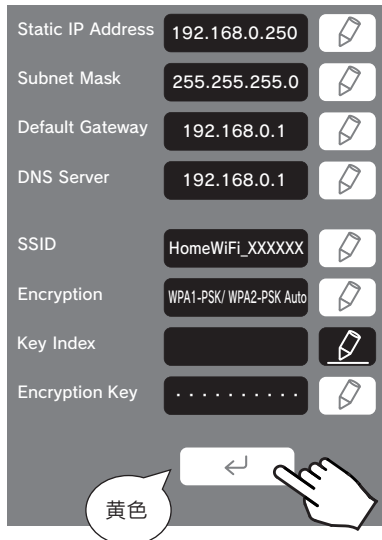 Static IP Address 192.168.0.250
Subnet Mask 255.255.255.0
Default Gateway 192.168.0.1
DNS Server 192.168.0.1
SSID HomeWiFi_XXXXXX
Encryption WPA1-PSK/ WPA2-PSK Auto
Key Index
Encryption Key ··········
黄色